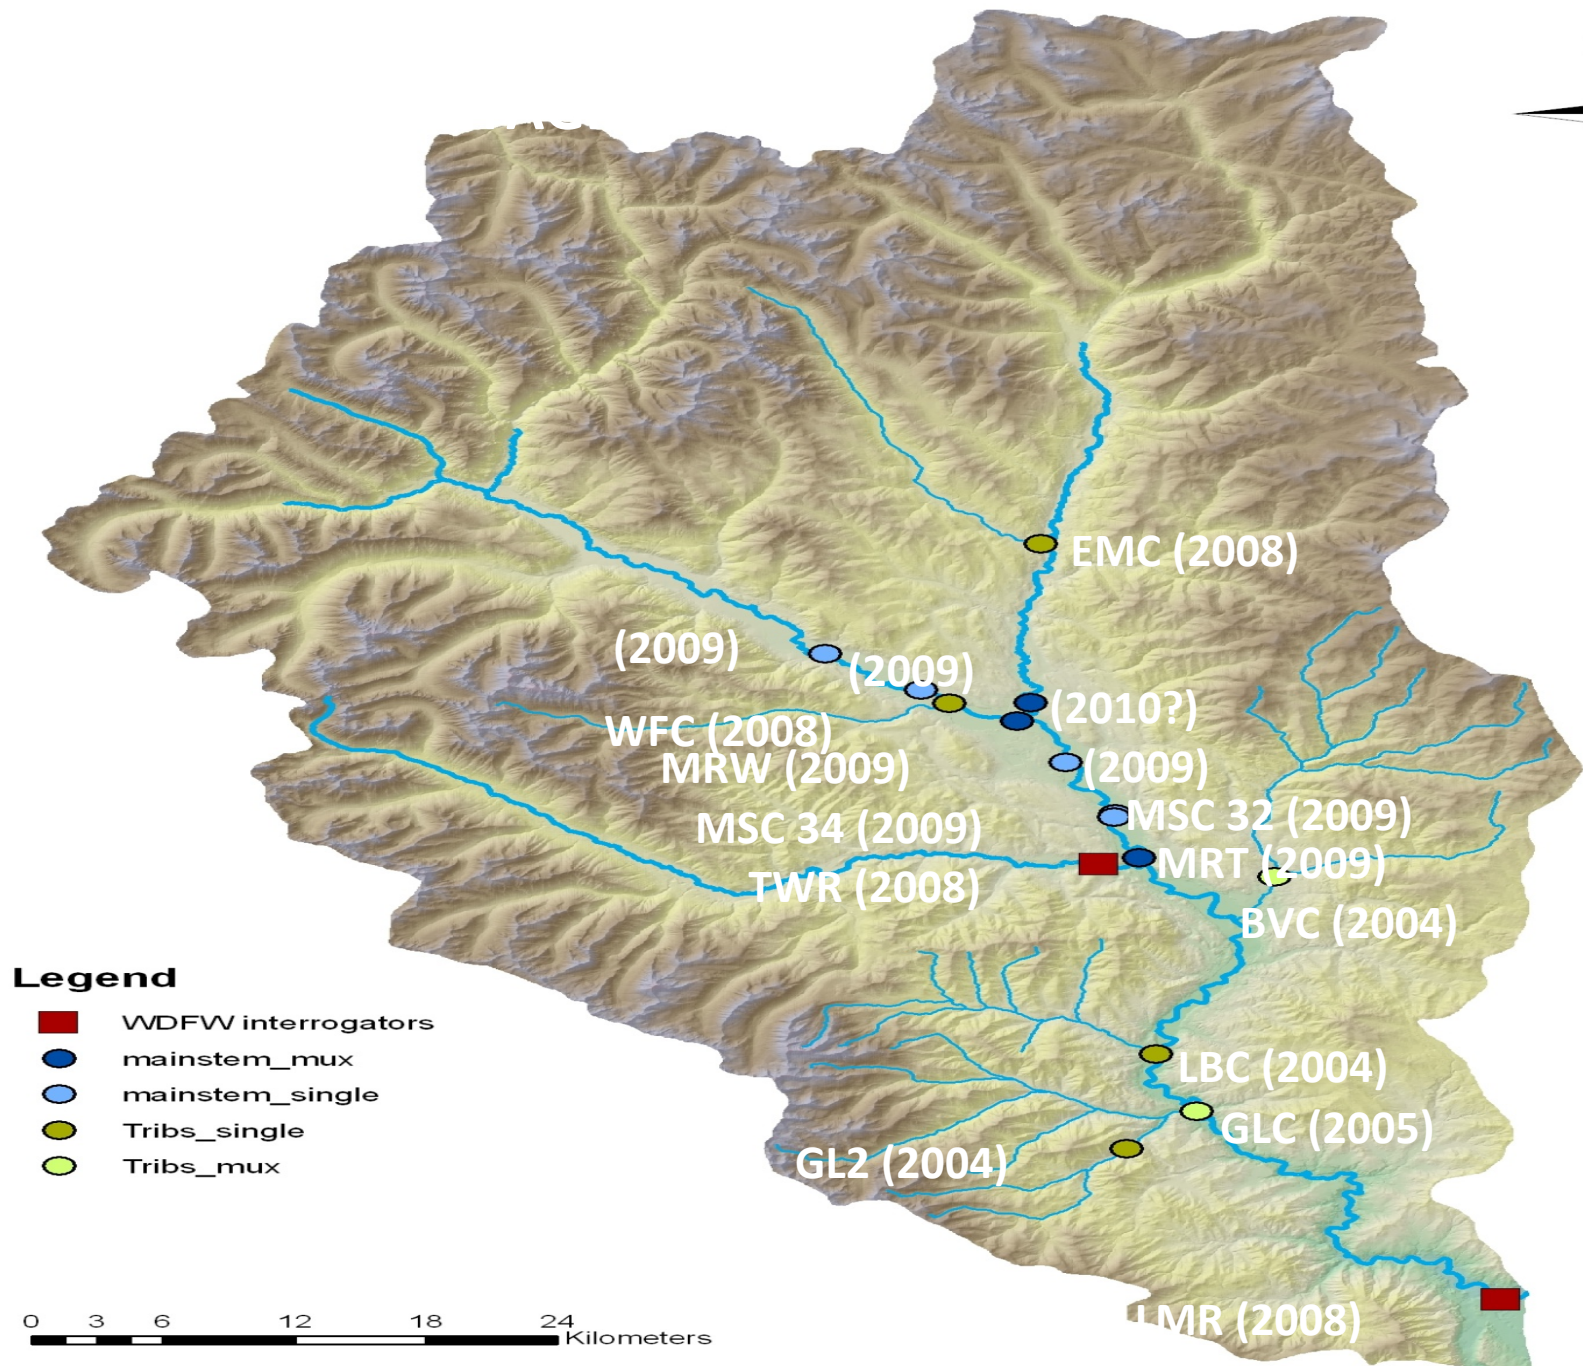 EMC (2008)
(2009)
(2009)
(2010?)
WFC (2008)
MRW (2009)
(2009)
MSC 34 (2009)
MSC 32 (2009)
MRT (2009)
TWR (2008)
BVC (2004)
Legend
WDFW interrogators
mainstem_mux
mainstem_single
Tribs_single
Tribs_mux
LBC (2004)
GLC (2005)
GL2 (2004)
LMR (2008)
0 3 6 12 18 24
Kilometers